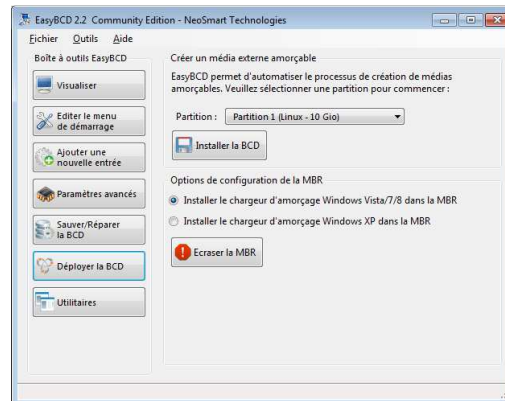 EasyBCD 2.2 Community Edition - NeoSmart Technologies
Fichier Outils Aide
Boîte à outils EasyBCD
Visualiser
Editer le menu
de démarrage
Ajouter une
nouvelle entrée
Paramètres avancés
Sauver/Réparer
la BCD
Déployer la BCD
Utilitaires
Créer un média externe amorçable
EasyBCD permet d'automatiser le processus de création de médias
amorçables. Veuillez sélectionner une partition pour commencer :
Partition : Partition 1 (Linux - 10 Gio)
Installer la BCD
Options de configuration de la MBR
Installer le chargeur d'amorçage Windows Vista/7/8 dans la MBR
Installer le chargeur d'amorçage Windows XP dans la MBR
Ecraser la MBR